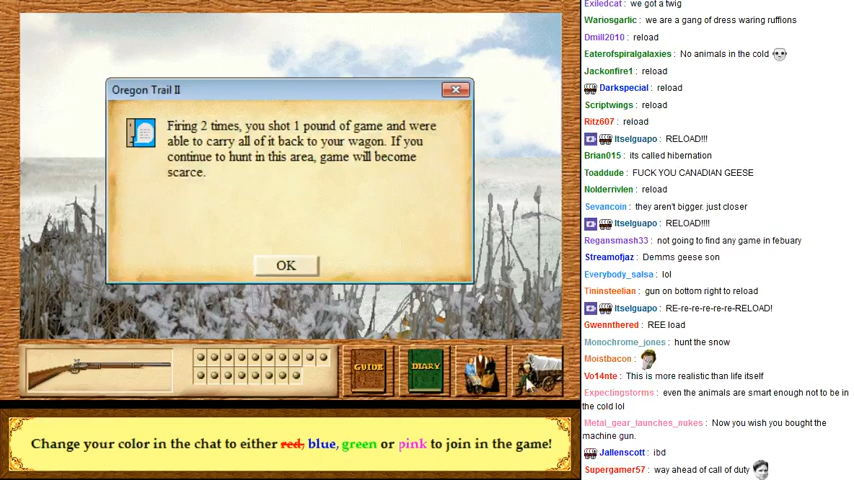 Oregon Trail II
Firing 2 times, you shot 1 pound of game and were
able to carry all of it back to your wagon. If you
continue to hunt in this area, game will become
scarce.
OK
GUIDE
DIARY
Change your color in the chat to either red, blue, green or pink to join in the game!
Exiledcat: we got a twig
Wariosgarlic: we are a gang of dress waring ruffions
Dmill2010: reload
Eaterofspiralgalaxies: No animals in the cold
Jackonfire1: reload
Darkspecial: reload
Scriptwings: reload
Ritz607: reload
Itselguapo: RELOAD!!!
Brian015: its called hibernation
Toaddude: FUCK YOU CANADIAN GEESE
Nolderrivlen: reload
Sevancoin: they aren't bigger. just closer
Itselguapo: RELOAD!!!!
Regansmash33: not going to find any game in febuary
Streamofjaz: Demms geese son
Everybody_salsa: lol
Tininsteelian: gun on bottom right to reload
Itselguapo: RE-re-re-re-re-RELOAD!
Gwennthered: REE load
Monochrome_jones: hunt the snow
Moistbacon:
Vo14nte: This is more realistic than life itself
Expectingstorms: even the animals are smart enough not to be in
the cold lol
Metal_gear_launches_nukes: Now you wish you bought the
machine gun.
Jallenscott: ibd
Supergamer57: way ahead of call of duty